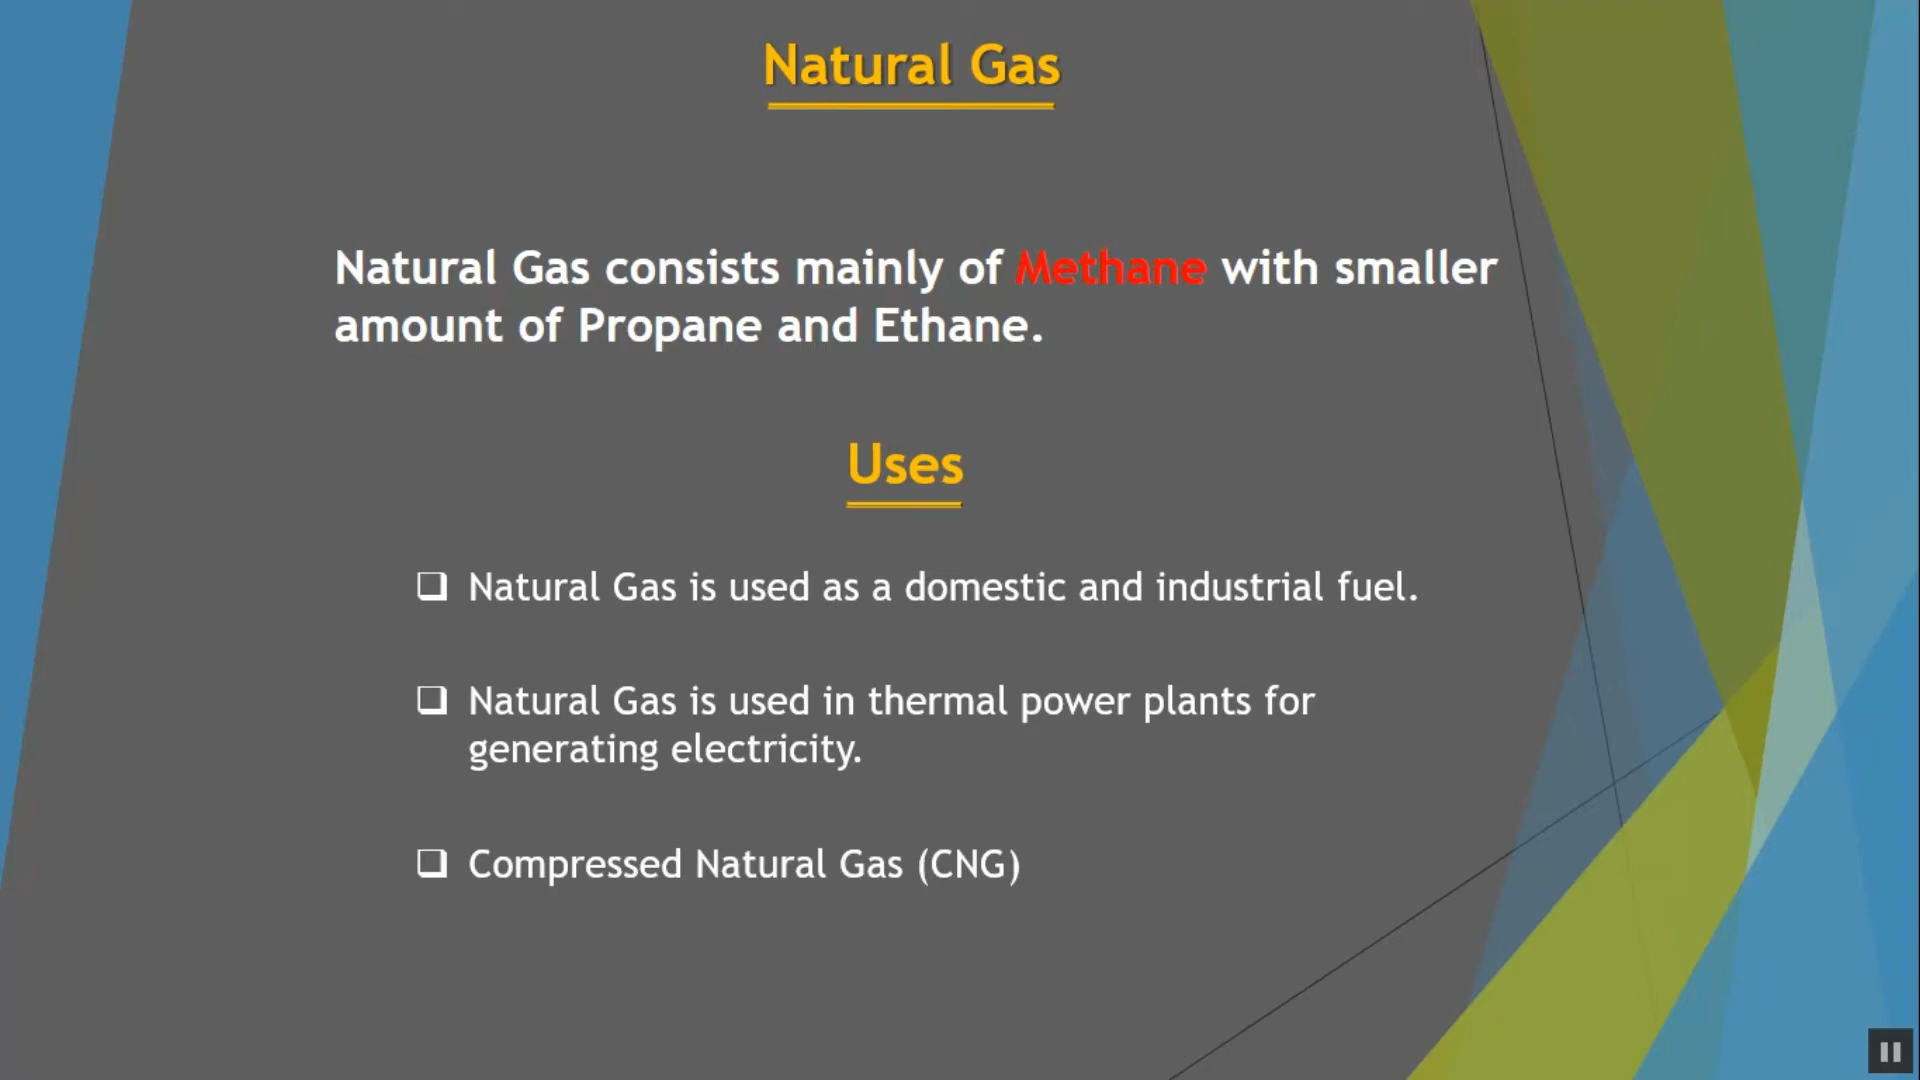 Natural Gas
Natural Gas consists mainly of Methane with smaller
amount of Propane and Ethane.
Uses
❑ Natural Gas is used as a domestic and industrial fuel.
❑ Natural Gas is used in thermal power plants for
generating electricity.
❑ Compressed Natural Gas (CNG)